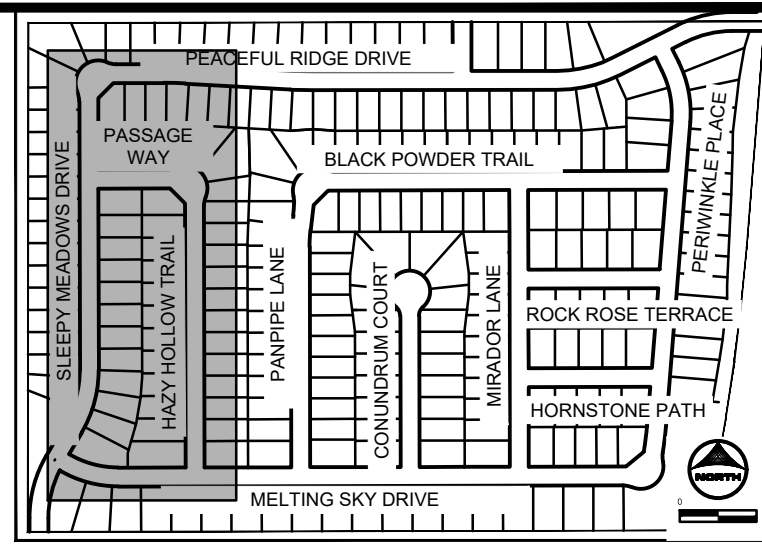 PEACEFUL RIDGE DRIVE
PASSAGE
WAY
BLACK POWDER TRAIL
SLEEPY MEADOWS DRIVE
HAZY HOLLOW TRAIL
PANPIPE LANE
CONUNDRUM COURT
MIRADOR LANE
PERIWINKLE PLACE
ROCK ROSE TERRACE
HORNSTONE PATH
MELTING SKY DRIVE
NORTH
0